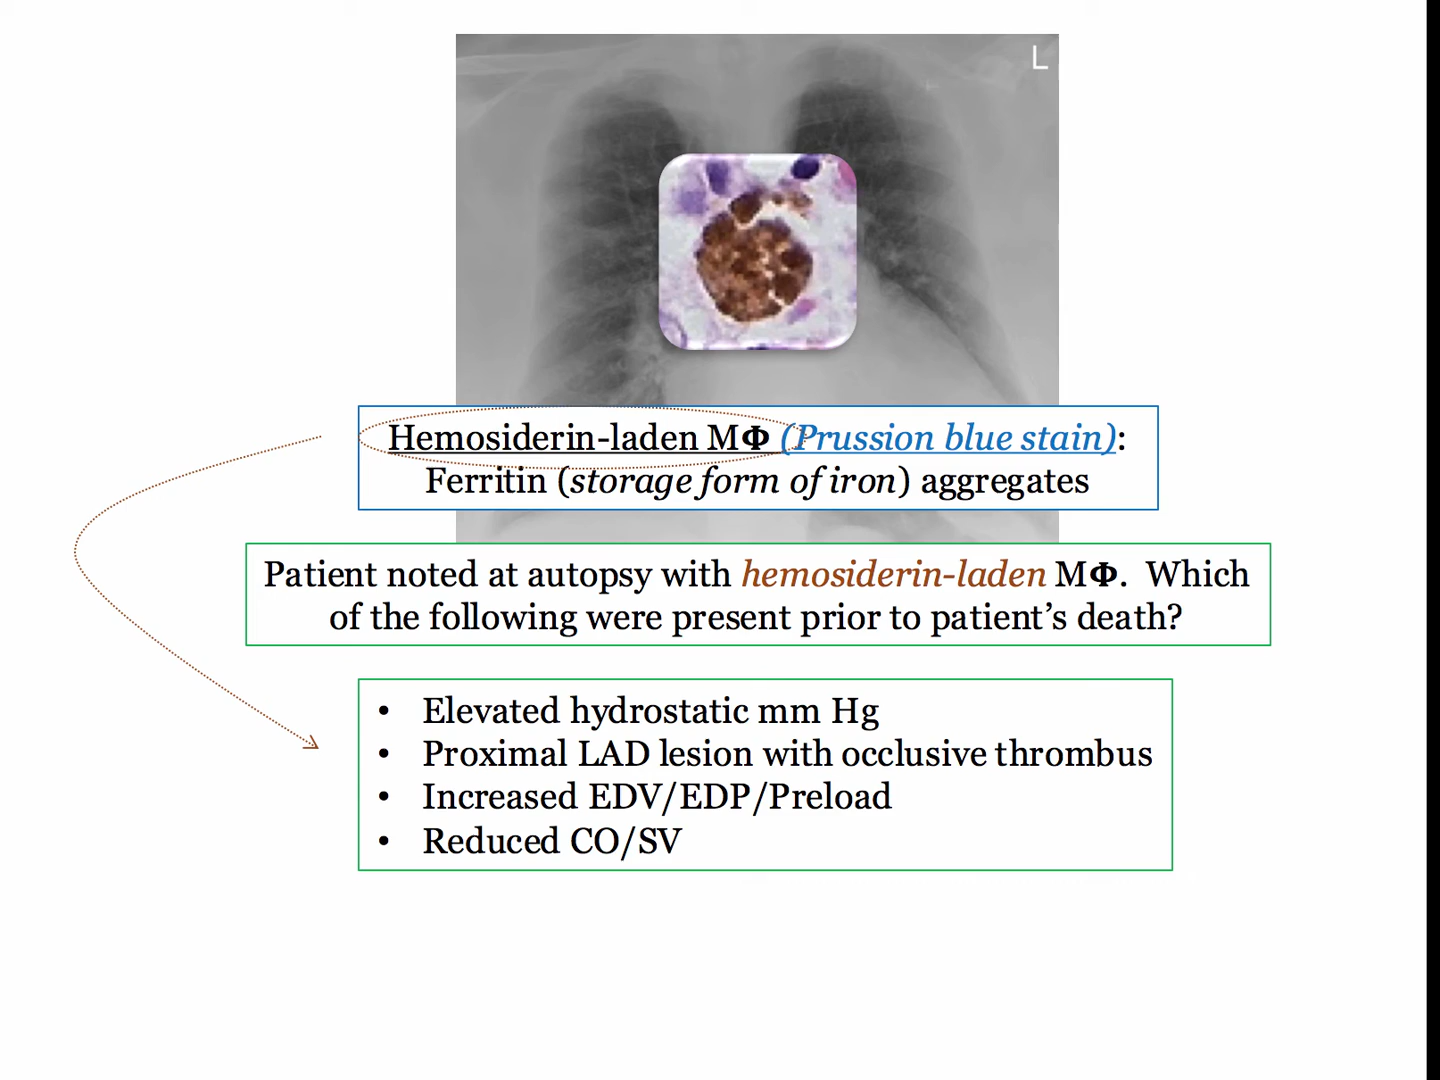 L
Hemosiderin-laden MΦ (Prussion blue stain):
Ferritin (storage form of iron) aggregates
Patient noted at autopsy with hemosiderin-laden MΦ. Which
of the following were present prior to patient’s death?
• Elevated hydrostatic mm Hg
• Proximal LAD lesion with occlusive thrombus
• Increased EDV/EDP/Preload
• Reduced CO/SV